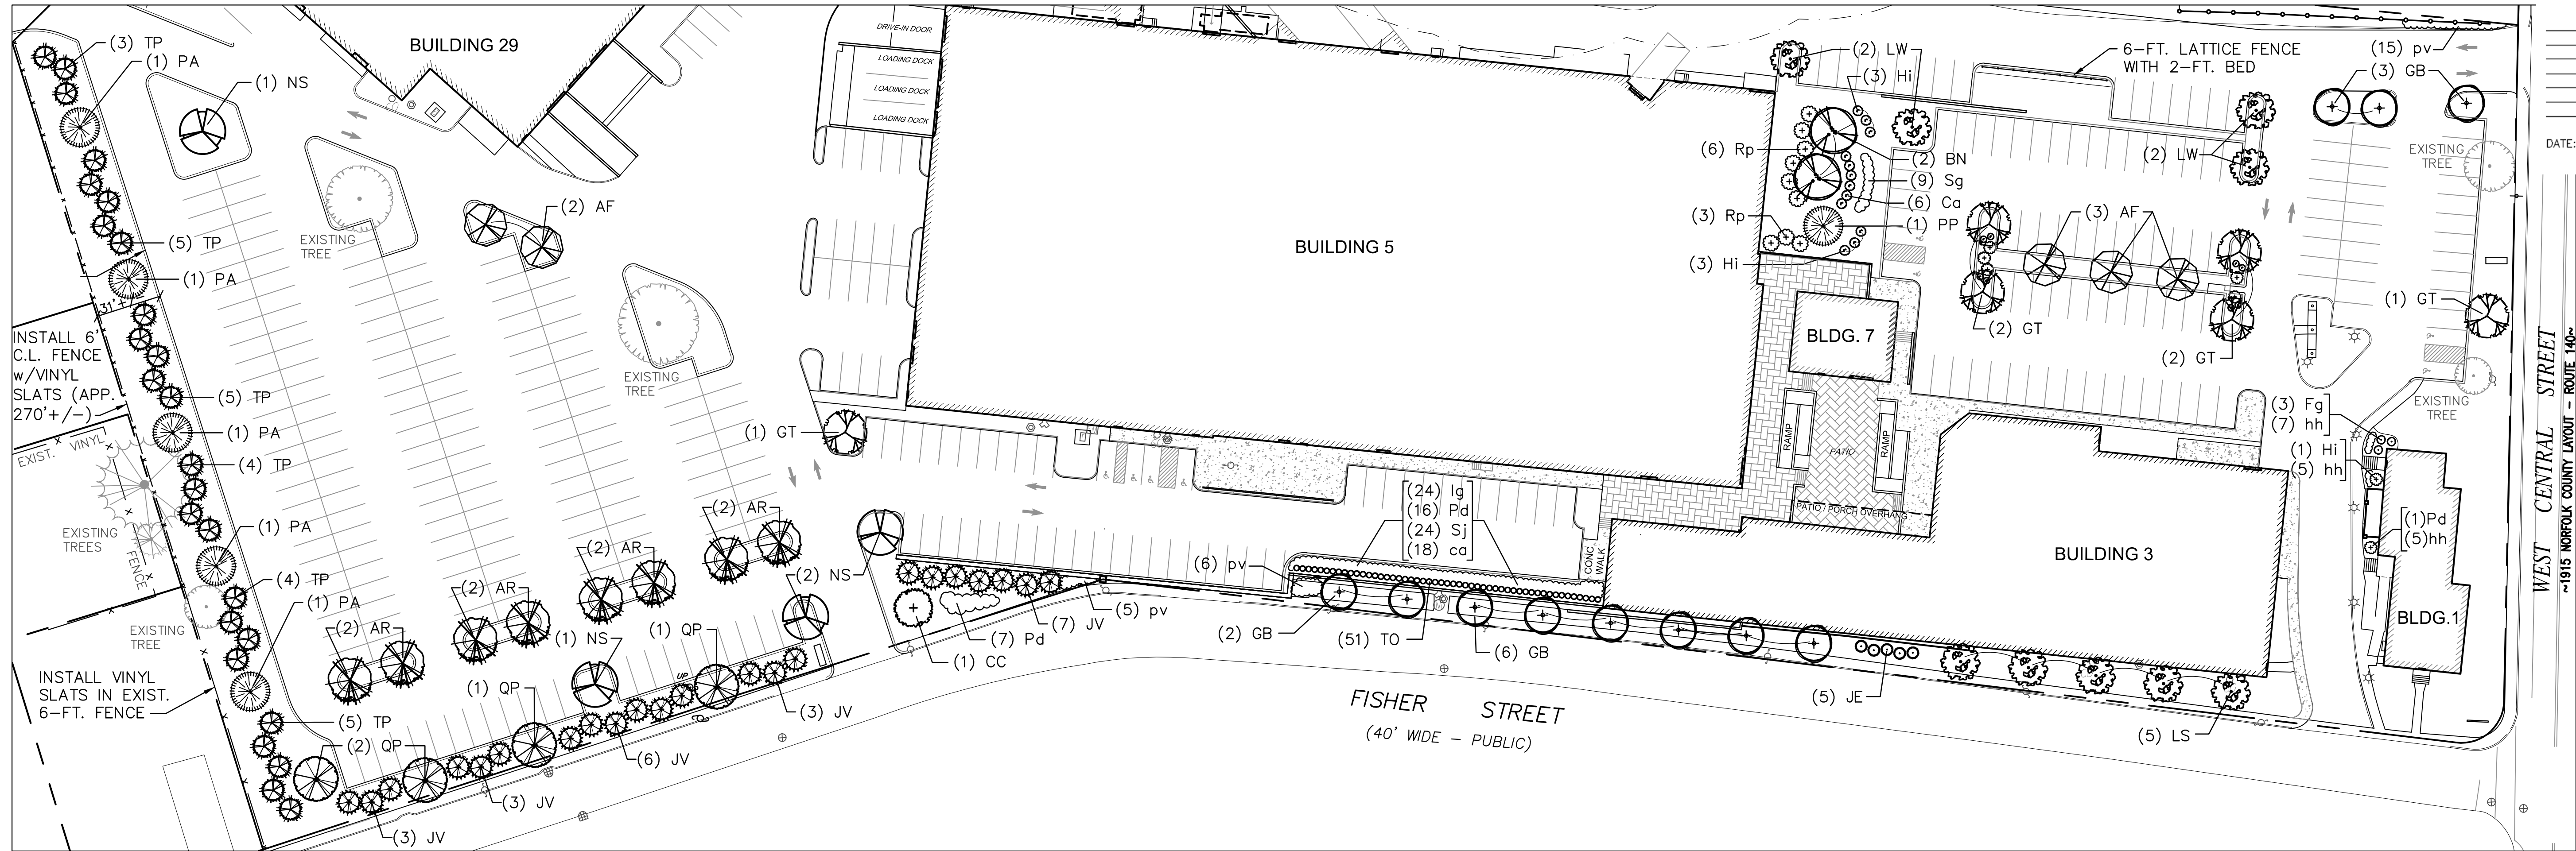 (3) TP
(1) PA
(1) NS
BUILDING 29
DRIVE-IN DOOR
LOADING DOCK
LOADING DOCK
LOADING DOCK
(2) LW
(3) Hi
6-FT. LATTICE FENCE
WITH 2-FT. BED
(15) pv
(3) GB
DATE:
(6) Rp
(2) BN
(9) Sg
(6) Ca
(3) Rp
(1) PP
(3) Hi
(2) LW
EXISTING
TREE
(2) AF
EXISTING
TREE
(5) TP
(1) PA
31'+/-
BUILDING 5
(3) AF
(2) GT
(2) GT
(1) GT
BLDG. 7
INSTALL 6'
C.L. FENCE
w/VINYL
SLATS (APP.
270'+/-)
EXISTING
TREE
(5) TP
(1) PA
EXIST. VINYL
FENCE
(4) TP
EXISTING
TREES
(1) PA
(4) TP
EXISTING
TREE
(1) PA
INSTALL VINYL
SLATS IN EXIST.
6-FT. FENCE
(5) TP
(2) QP
(1) GT
RAMP
PATIO
RAMP
PATIO / PORCH OVERHANG
EXISTING
TREE
(3) Fg
(7) hh
(1) Hi
(5) hh
(1)Pd
(5)hh
BLDG.1
WEST CENTRAL STREET
~1915 NORFOLK COUNTY LAYOUT - ROUTE 140~
(2) AR
(2) AR
(2) AR
(2) AR
(2) NS
(1) NS
(1) QP
(1) QP
UP
(3) JV
(6) JV
(3) JV
(3) JV
(5) pv
(7) JV
(7) Pd
(1) CC
(24) Ig
(16) Pd
(24) Sj
(18) ca
(6) pv
CONC.
WALK
(2) GB
(51) TO
(6) GB
BUILDING 3
(5) JE
(5) LS
FISHER STREET
(40' WIDE - PUBLIC)